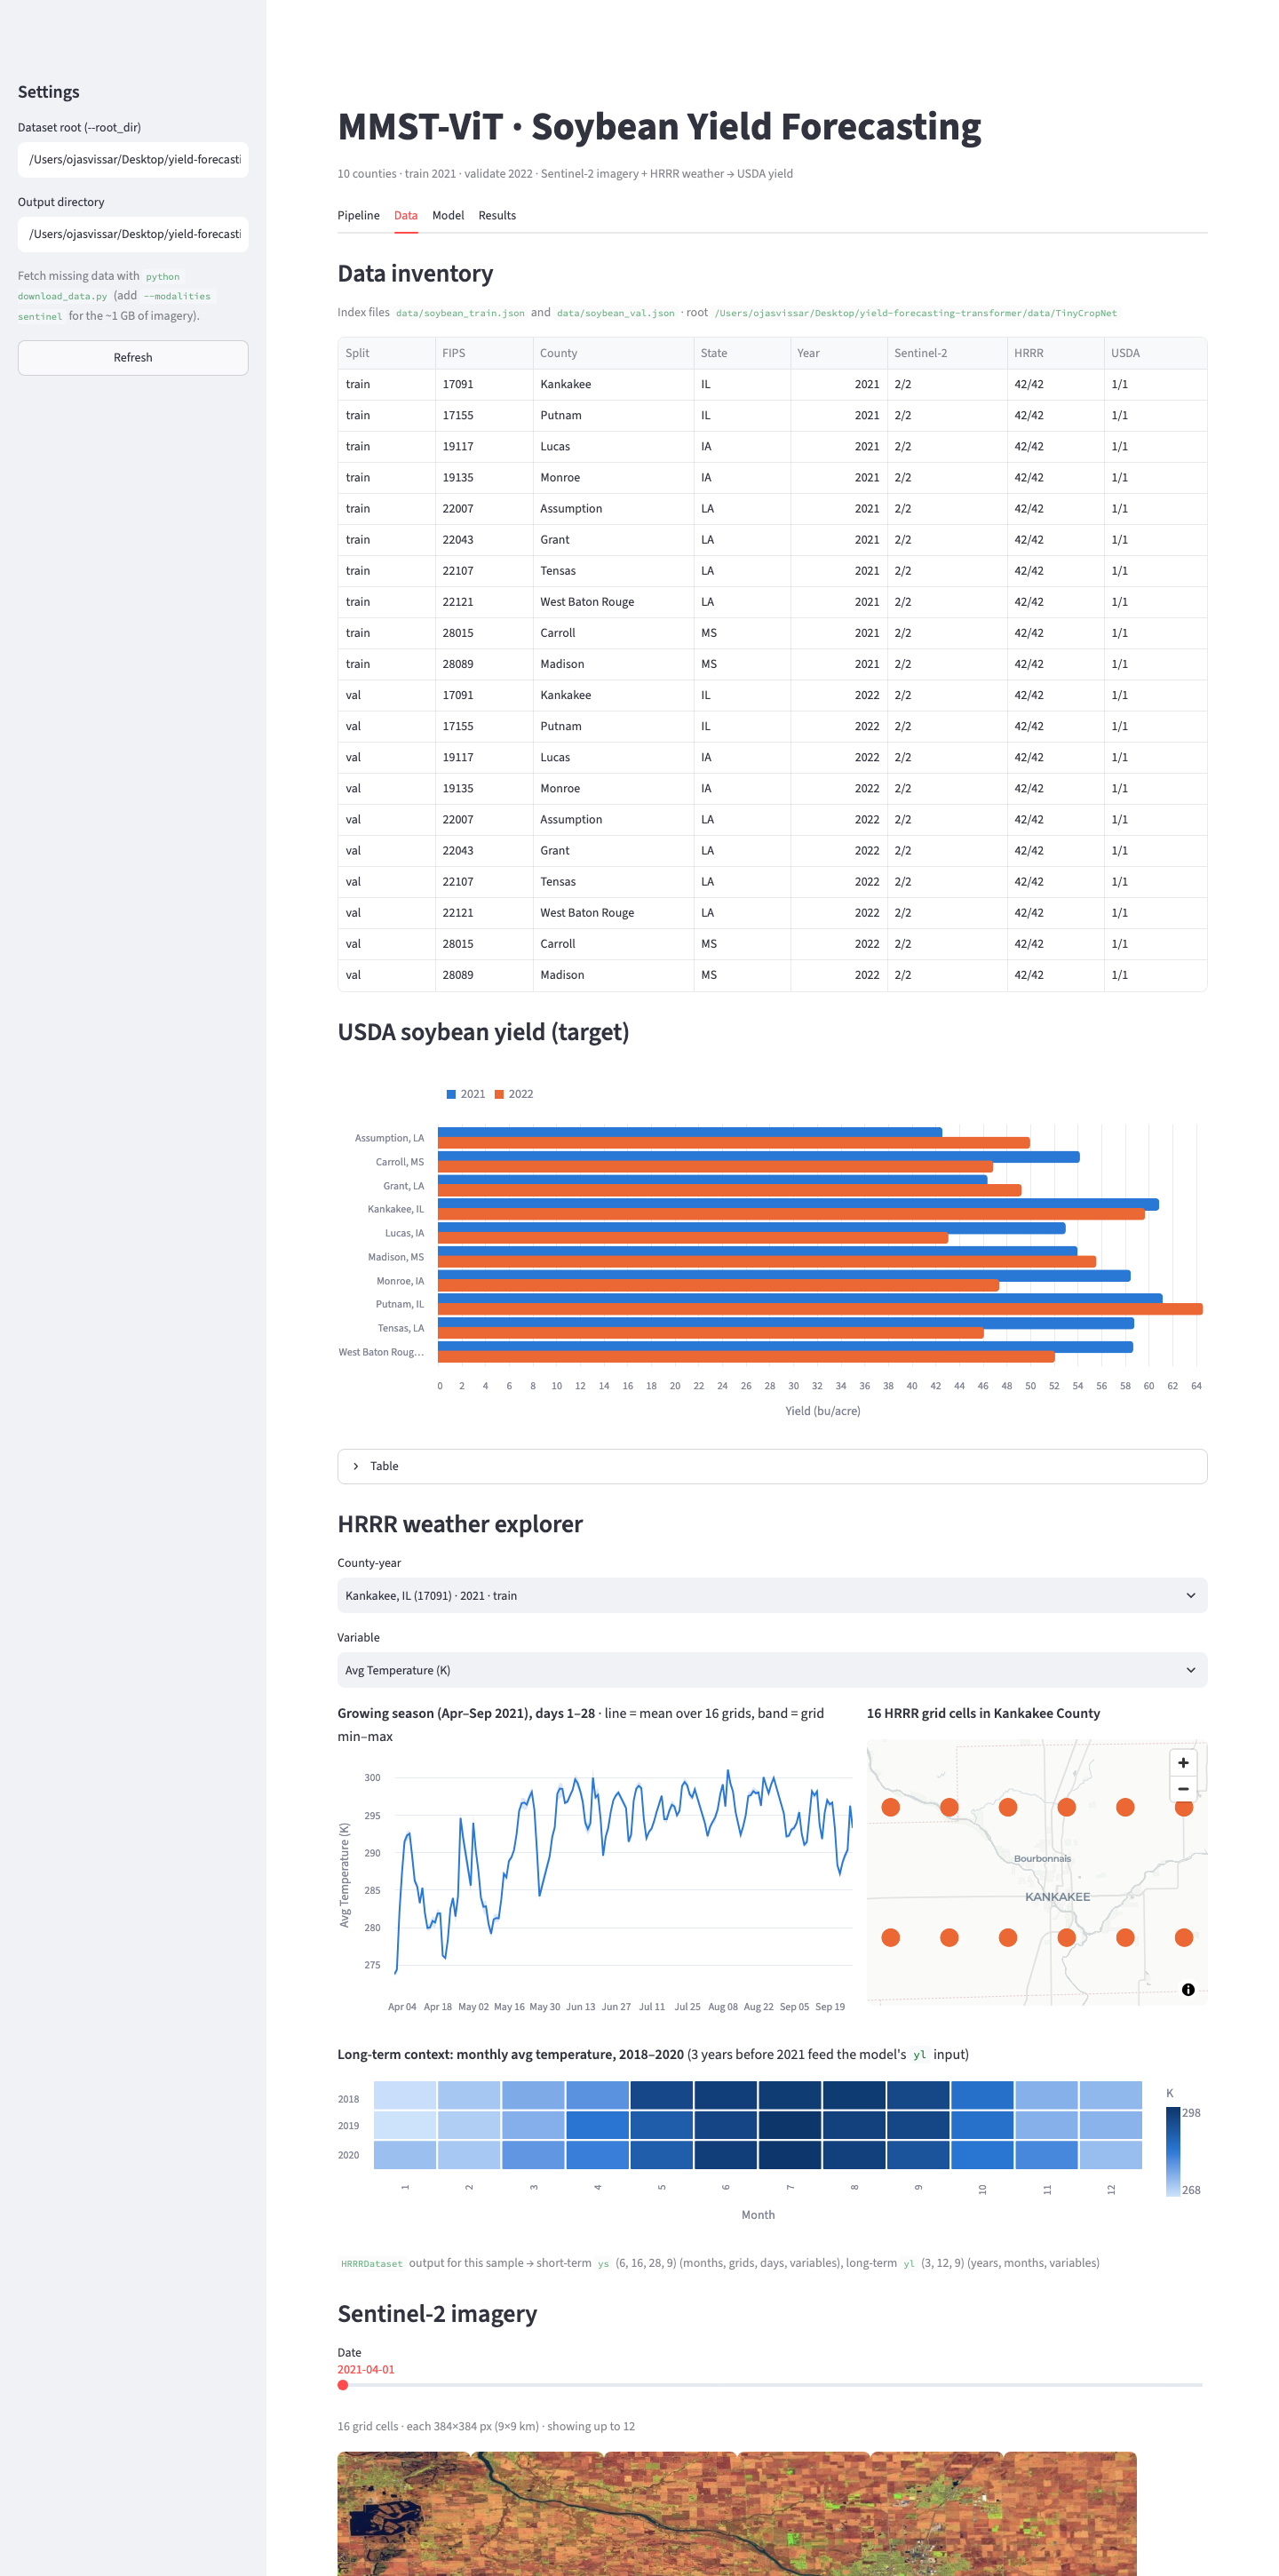 Settings
Dataset root (--root_dir)
/Users/ojasvissar/Desktop/yield-forecasti
Output directory
/Users/ojasvissar/Desktop/yield-forecasti
Fetch missing data with python
download_data.py (add --modalities
sentinel for the ~1 GB of imagery).
Refresh
MMST-ViT · Soybean Yield Forecasting
10 counties · train 2021 · validate 2022 · Sentinel-2 imagery + HRRR weather → USDA yield
Pipeline Data Model Results
Data inventory
Index files data/soybean_train.json and data/soybean_val.json · root /Users/ojasvissar/Desktop/yield-forecasting-transformer/data/TinyCropNet
Split FIPS County State Year Sentinel-2 HRRR USDA
train 17091 Kankakee IL 2021 2/2 42/42 1/1
train 17155 Putnam IL 2021 2/2 42/42 1/1
train 19117 Lucas IA 2021 2/2 42/42 1/1
train 19135 Monroe IA 2021 2/2 42/42 1/1
train 22007 Assumption LA 2021 2/2 42/42 1/1
train 22043 Grant LA 2021 2/2 42/42 1/1
train 22107 Tensas LA 2021 2/2 42/42 1/1
train 22121 West Baton Rouge LA 2021 2/2 42/42 1/1
train 28015 Carroll MS 2021 2/2 42/42 1/1
train 28089 Madison MS 2021 2/2 42/42 1/1
val 17091 Kankakee IL 2022 2/2 42/42 1/1
val 17155 Putnam IL 2022 2/2 42/42 1/1
val 19117 Lucas IA 2022 2/2 42/42 1/1
val 19135 Monroe IA 2022 2/2 42/42 1/1
val 22007 Assumption LA 2022 2/2 42/42 1/1
val 22043 Grant LA 2022 2/2 42/42 1/1
val 22107 Tensas LA 2022 2/2 42/42 1/1
val 22121 West Baton Rouge LA 2022 2/2 42/42 1/1
val 28015 Carroll MS 2022 2/2 42/42 1/1
val 28089 Madison MS 2022 2/2 42/42 1/1
USDA soybean yield (target)
2021 2022
Assumption, LA
Carroll, MS
Grant, LA
Kankakee, IL
Lucas, IA
Madison, MS
Monroe, IA
Putnam, IL
Tensas, LA
West Baton Roug…
0 2 4 6 8 10 12 14 16 18 20 22 24 26 28 30 32 34 36 38 40 42 44 46 48 50 52 54 56 58 60 62 64
Yield (bu/acre)
Table
HRRR weather explorer
County-year
Kankakee, IL (17091) · 2021 · train
Variable
Avg Temperature (K)
Growing season (Apr–Sep 2021), days 1–28 · line = mean over 16 grids, band = grid
min–max
300
295
290
285
280
275
Avg Temperature (K)
Apr 04 Apr 18 May 02 May 16 May 30 Jun 13 Jun 27 Jul 11 Jul 25 Aug 08 Aug 22 Sep 05 Sep 19
16 HRRR grid cells in Kankakee County
Bourbonnais
KANKAKEE
Long-term context: monthly avg temperature, 2018–2020 (3 years before 2021 feed the model's yl input)
2018
2019
2020
1 2 3 4 5 6 7 8 9 10 11 12
Month
K
298
268
HRRRDataset output for this sample → short-term ys (6, 16, 28, 9) (months, grids, days, variables), long-term yl (3, 12, 9) (years, months, variables)
Sentinel-2 imagery
Date
2021-04-01
16 grid cells · each 384×384 px (9×9 km) · showing up to 12